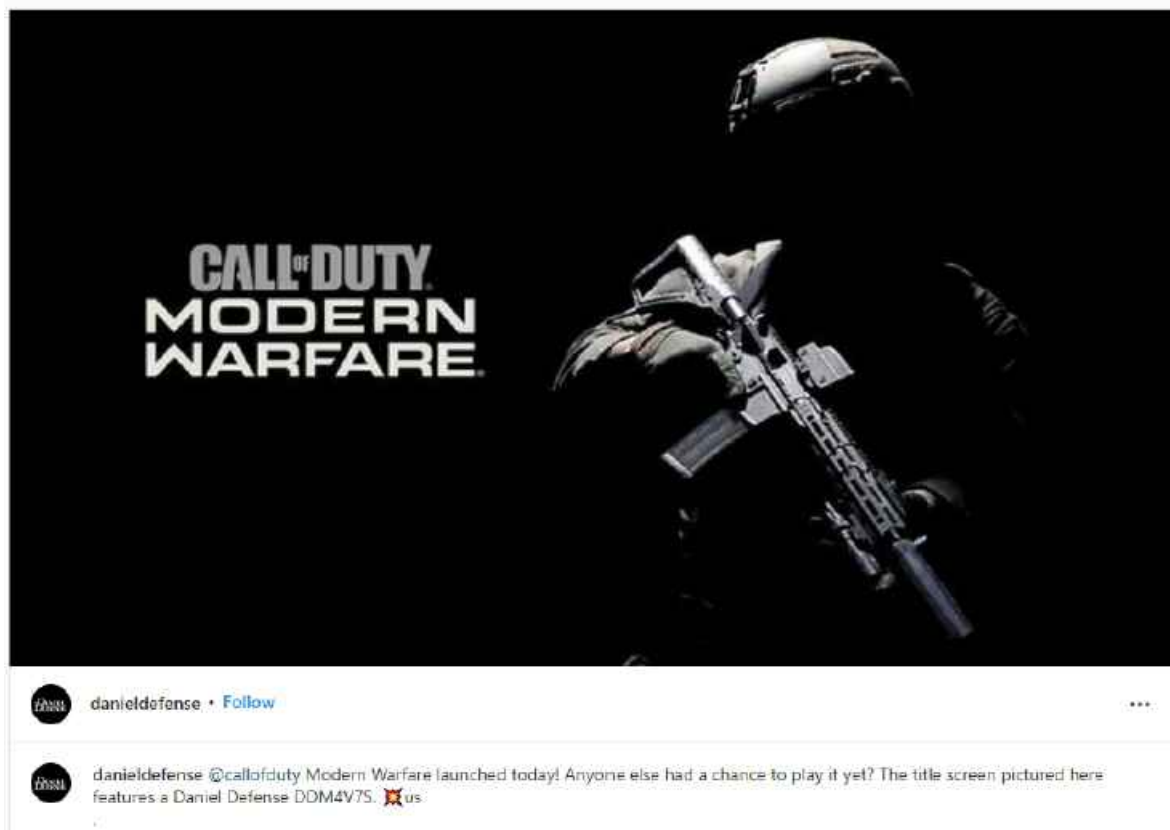 CALL OF DUTY
MODERN
WARFARE
danieldefense • Follow
danieldefense @callofduty Modern Warfare launched today! Anyone else had a chance to play it yet? The title screen pictured here
features a Daniel Defense DDM4V7S. 💥us
.